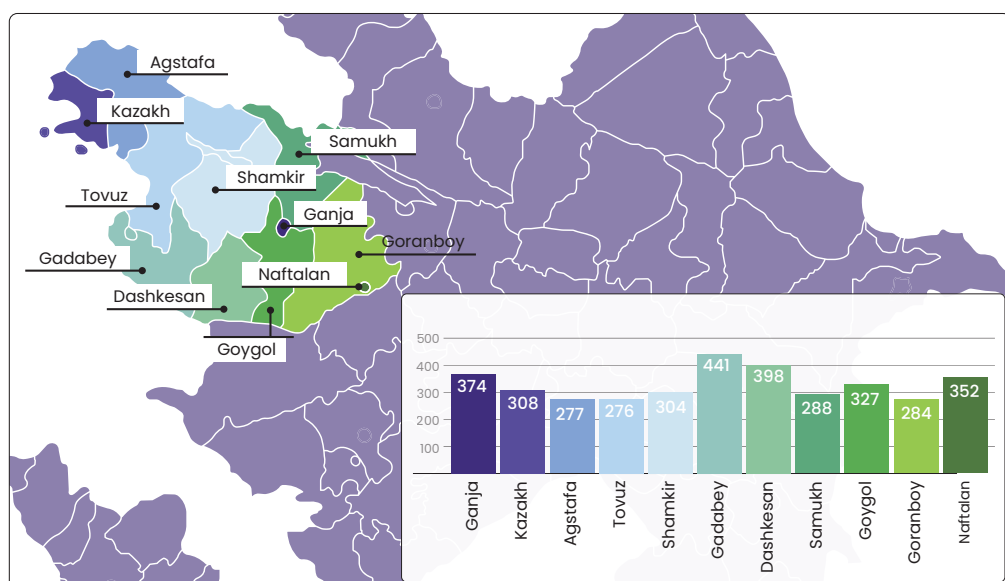 Agstafa
Kazakh
Samukh
Shamkir
Tovuz
Ganja
Goranboy
Gadabey
Naftalan
Dashkesan
Goygol
500
400
300
200
100
374
308
277
276
304
441
398
288
327
284
352
Ganja
Kazakh
Agstafa
Tovuz
Shamkir
Gadabey
Dashkesan
Samukh
Goygol
Goranboy
Naftalan